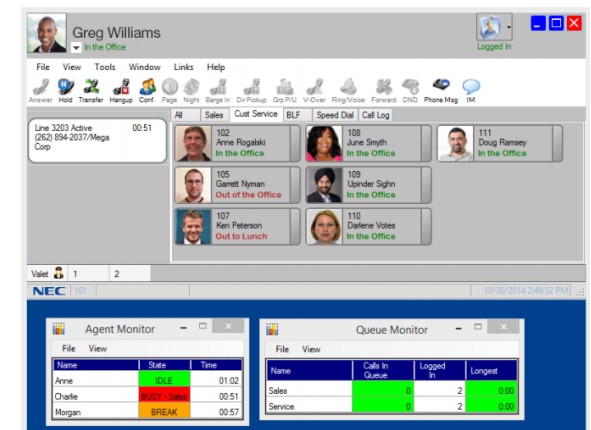 Greg Williams
In the Office
Logged In
File View Tools Window Links Help
Answer Hold Transfer Hangup Conf. Page Night Barge In Dir Pickup Grp P/U V-Over Ring/Voice Forward DND Phone Msg IM
All Sales Cust Service BLF Speed Dial Call Log
Line 3203 Active 00:51
(262) 894-2037/Mega
Corp
102
Anne Rogalski
In the Office
108
June Smyth
In the Office
111
Doug Ramsey
In the Office
105
Garrett Nyman
Out of the Office
109
Upinder Sighn
In the Office
107
Ken Peterson
Out to Lunch
110
Darlene Votes
In the Office
Valet 1 2
NEC 101 10/30/2014 2:48:52 PM
Agent Monitor
File View
Name State Time
Anne IDLE 01:02
Charlie BUSY - Sales 00:51
Morgan BREAK 00:57
Queue Monitor
File View
Name Calls In Queue Logged In Longest
Sales 0 2 0:00
Service 0 2 0:00